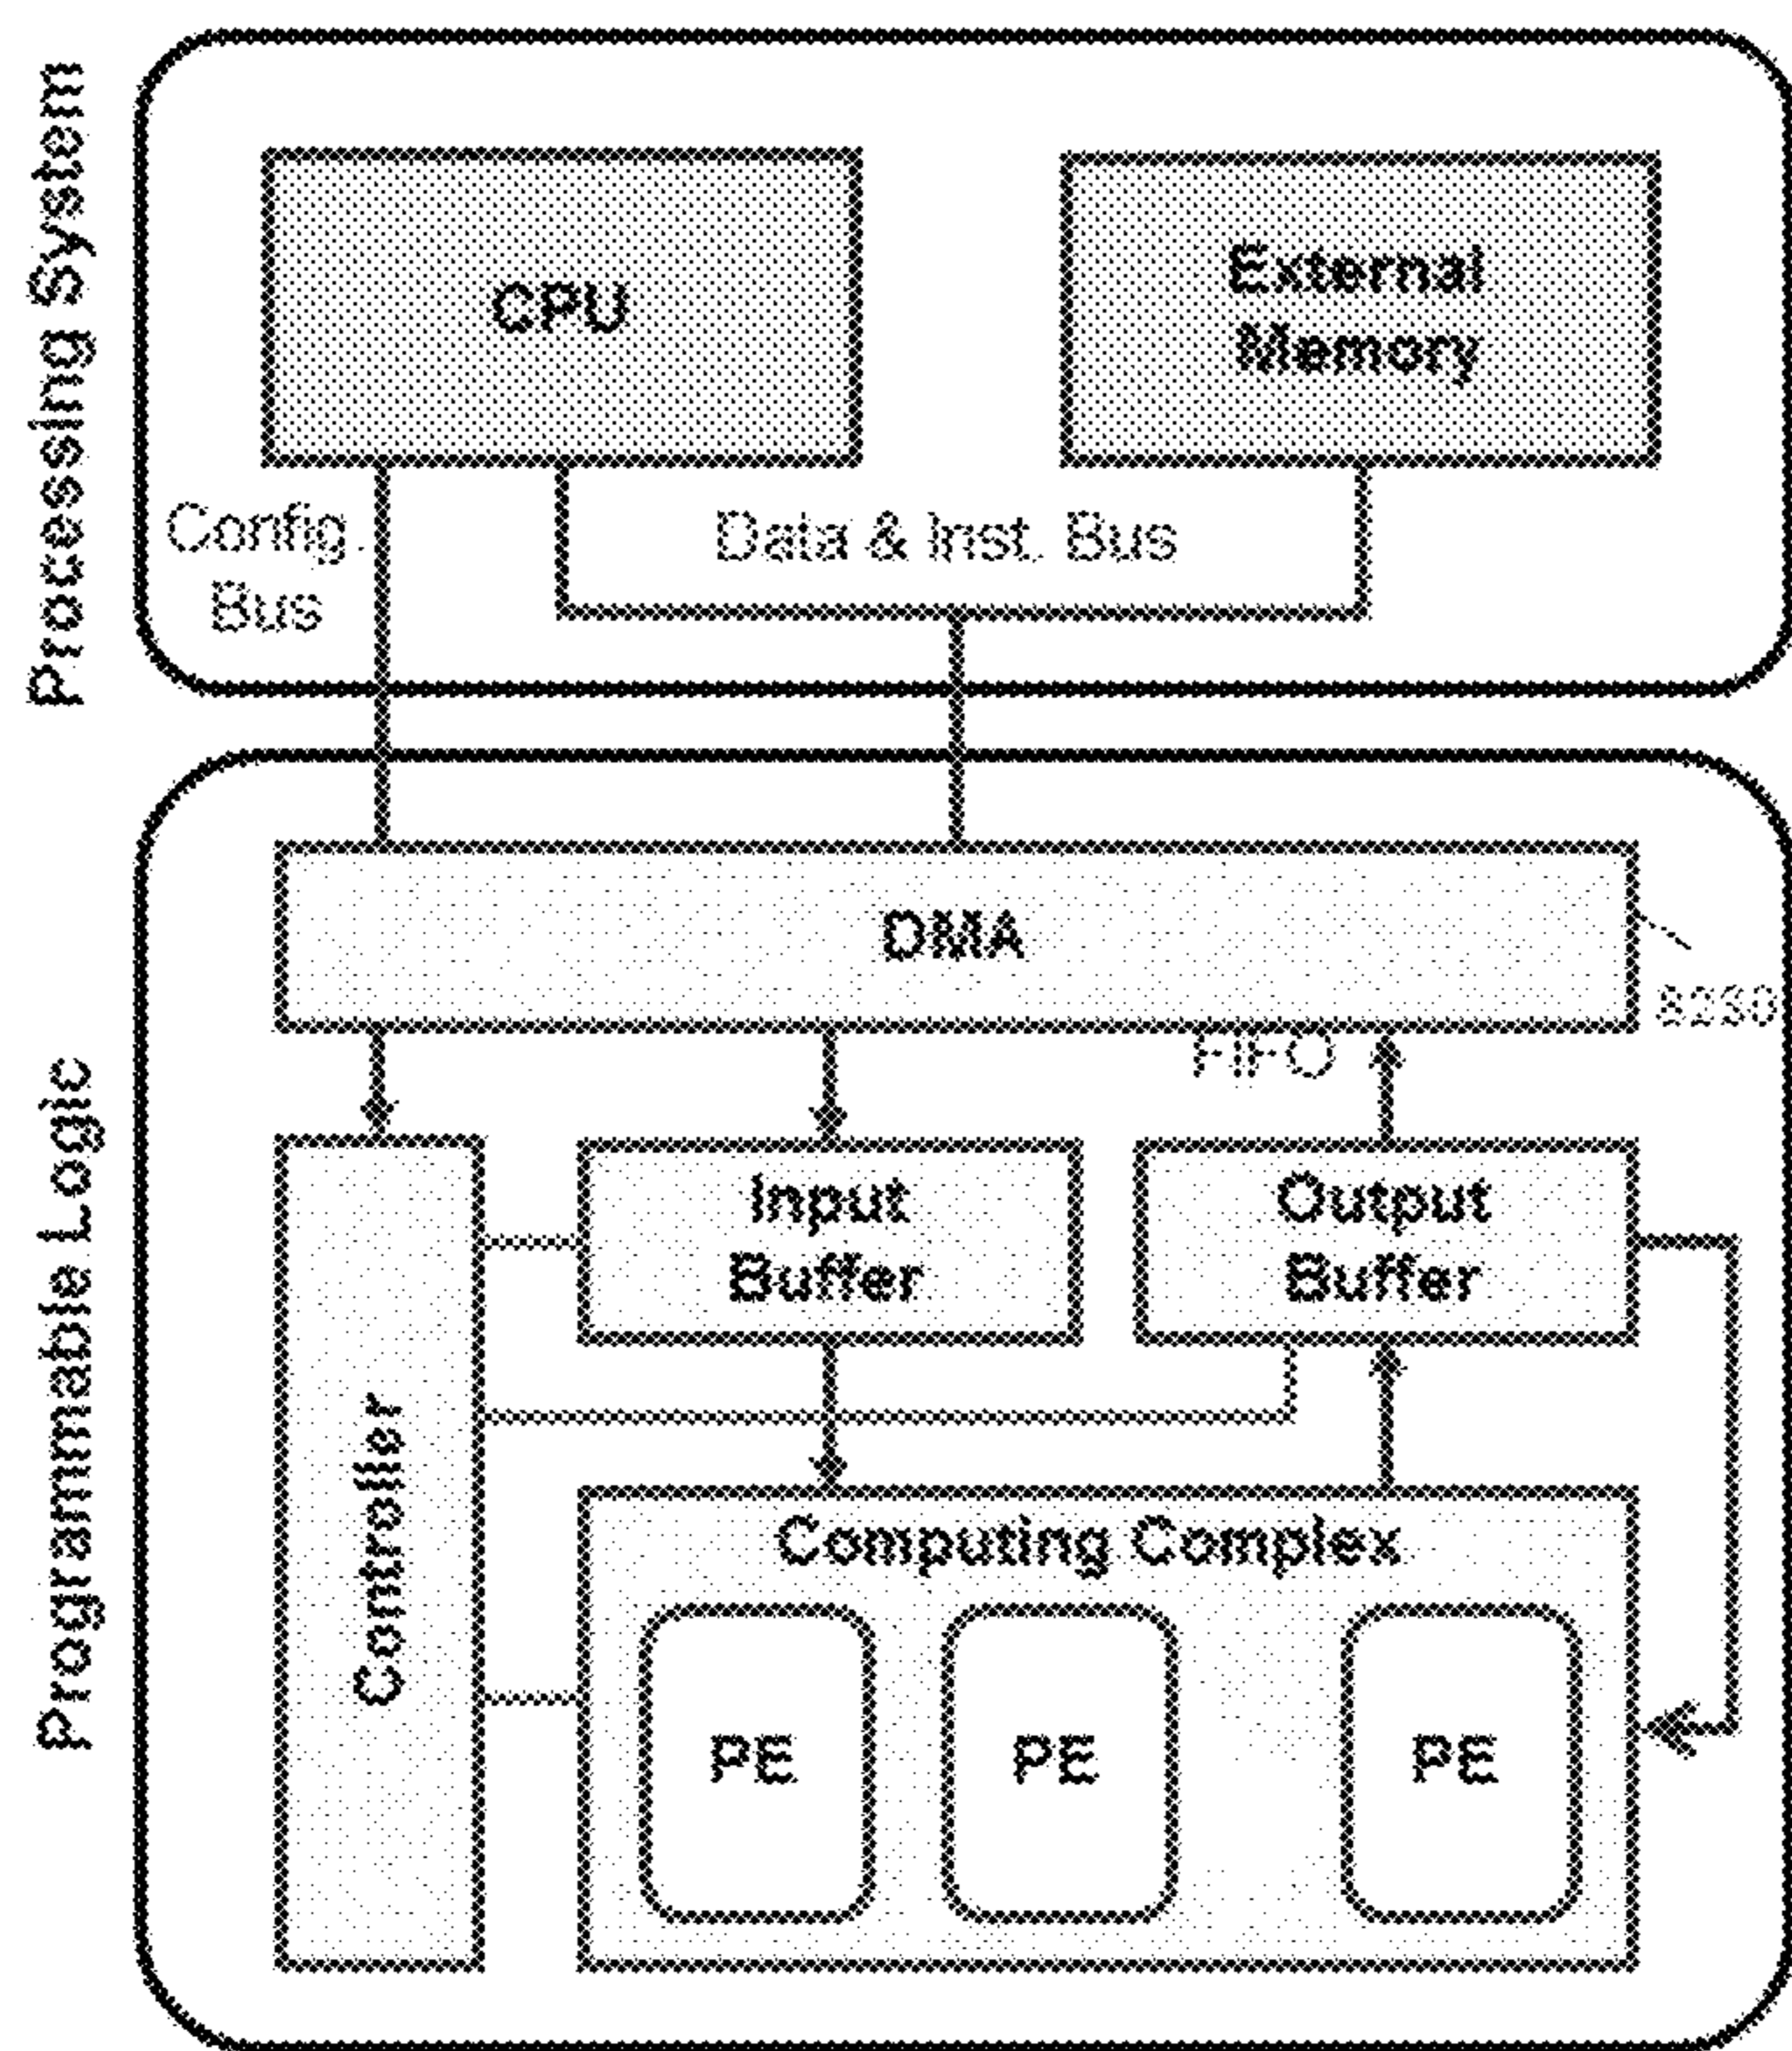 Processing System
CPU
External
Memory
Config.
Bus
Data & Inst. Bus
Programmable Logic
DMA
8230
FIFO
Input
Buffer
Output
Buffer
Controller
Computing Complex
PE
PE
PE